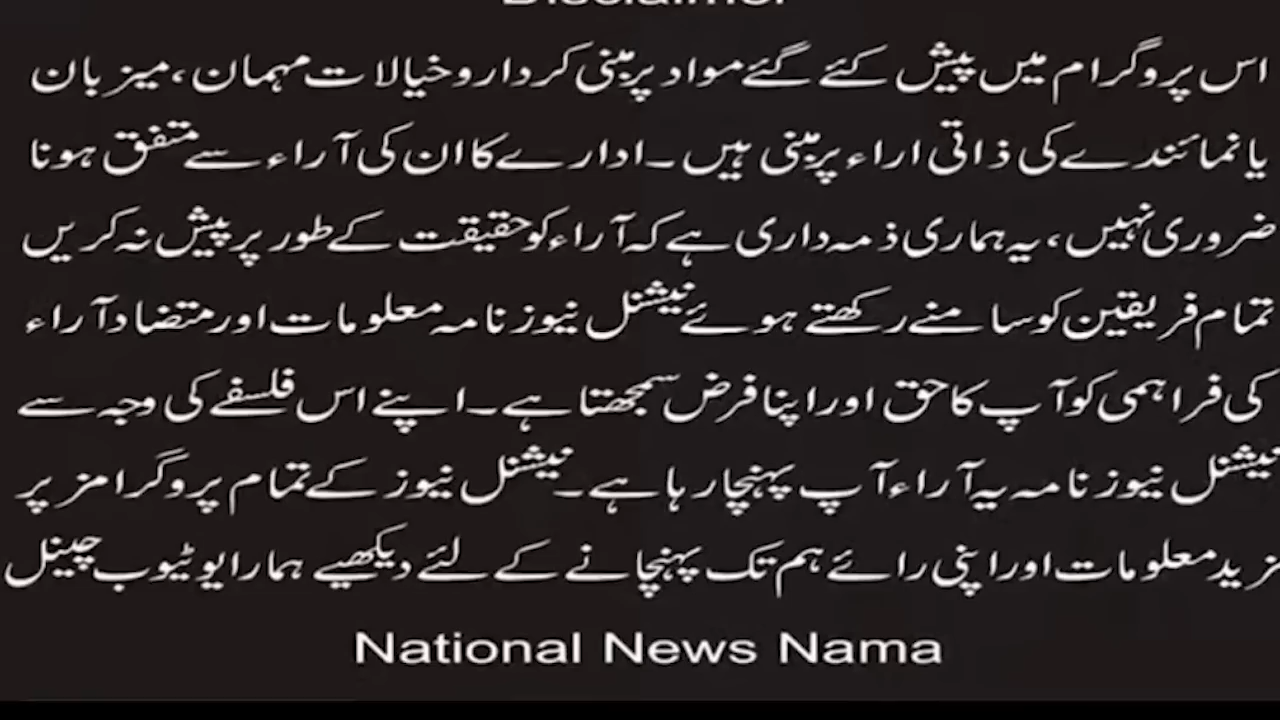 Disclaimer
اس پروگرام میں پیش کئے گئے مواد پر مبنی کردار و خیالات مہمان، میزبان
یا نمائندے کی ذاتی اراء پر مبنی ہیں۔ ادارے کا ان کی آراء سے متفق ہونا
ضروری نہیں، یہ ہماری ذمہ داری ہے کہ آراء کو حقیقت کے طور پر پیش نہ کریں
تمام فریقین کو سامنے رکھتے ہوئے نیشنل نیوز نامہ معلومات اور متضاد آراء
کی فراہمی کو آپ کا حق اور اپنا فرض سمجھتا ہے۔ اپنے اس فلسفے کی وجہ سے
نیشنل نیوز نامہ یہ آراء آپ پہنچا رہا ہے۔ نیشنل نیوز کے تمام پروگرامز پر
مزید معلومات اور اپنی رائے ہم تک پہنچانے کے لئے دیکھیے ہمارا یوٹیوب چینل
National News Nama